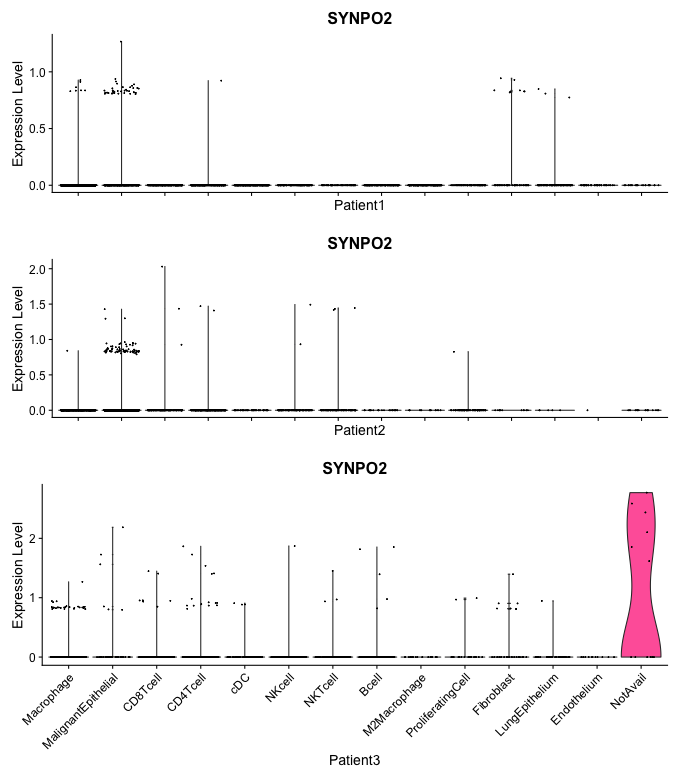 SYNPO2
Expression Level
1.0
0.5
0.0
Patient1
SYNPO2
Expression Level
2.0
1.5
1.0
0.5
0.0
Patient2
SYNPO2
Expression Level
2
1
0
Macrophage
MalignantEpithelial
CD8Tcell
CD4Tcell
cDC
NKcell
NKTcell
Bcell
M2Macrophage
ProliferatingCell
Fibroblast
LungEpithelium
Endothelium
NotAvail
Patient3